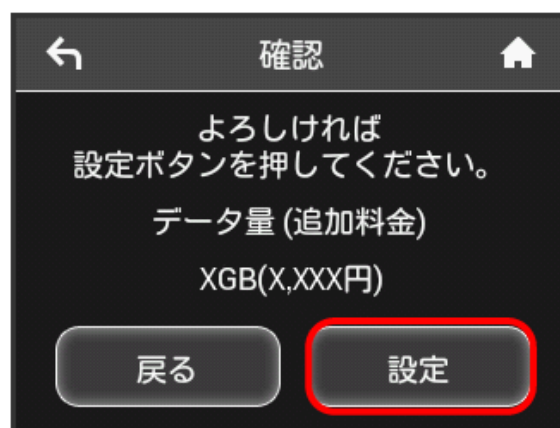 確認
よろしければ
設定ボタンを押してください。
データ量 (追加料金)
XGB(X,XXX円)
戻る
設定